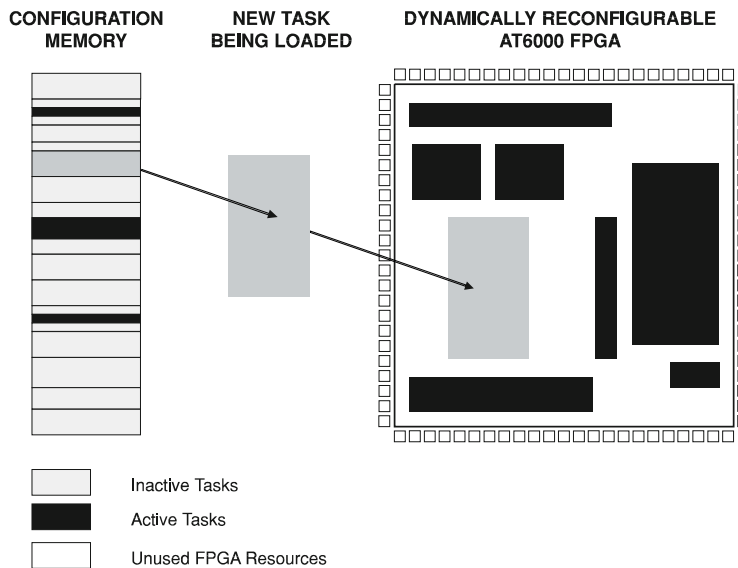 CONFIGURATION
MEMORY
NEW TASK
BEING LOADED
DYNAMICALLY RECONFIGURABLE
AT6000 FPGA
Inactive Tasks
Active Tasks
Unused FPGA Resources